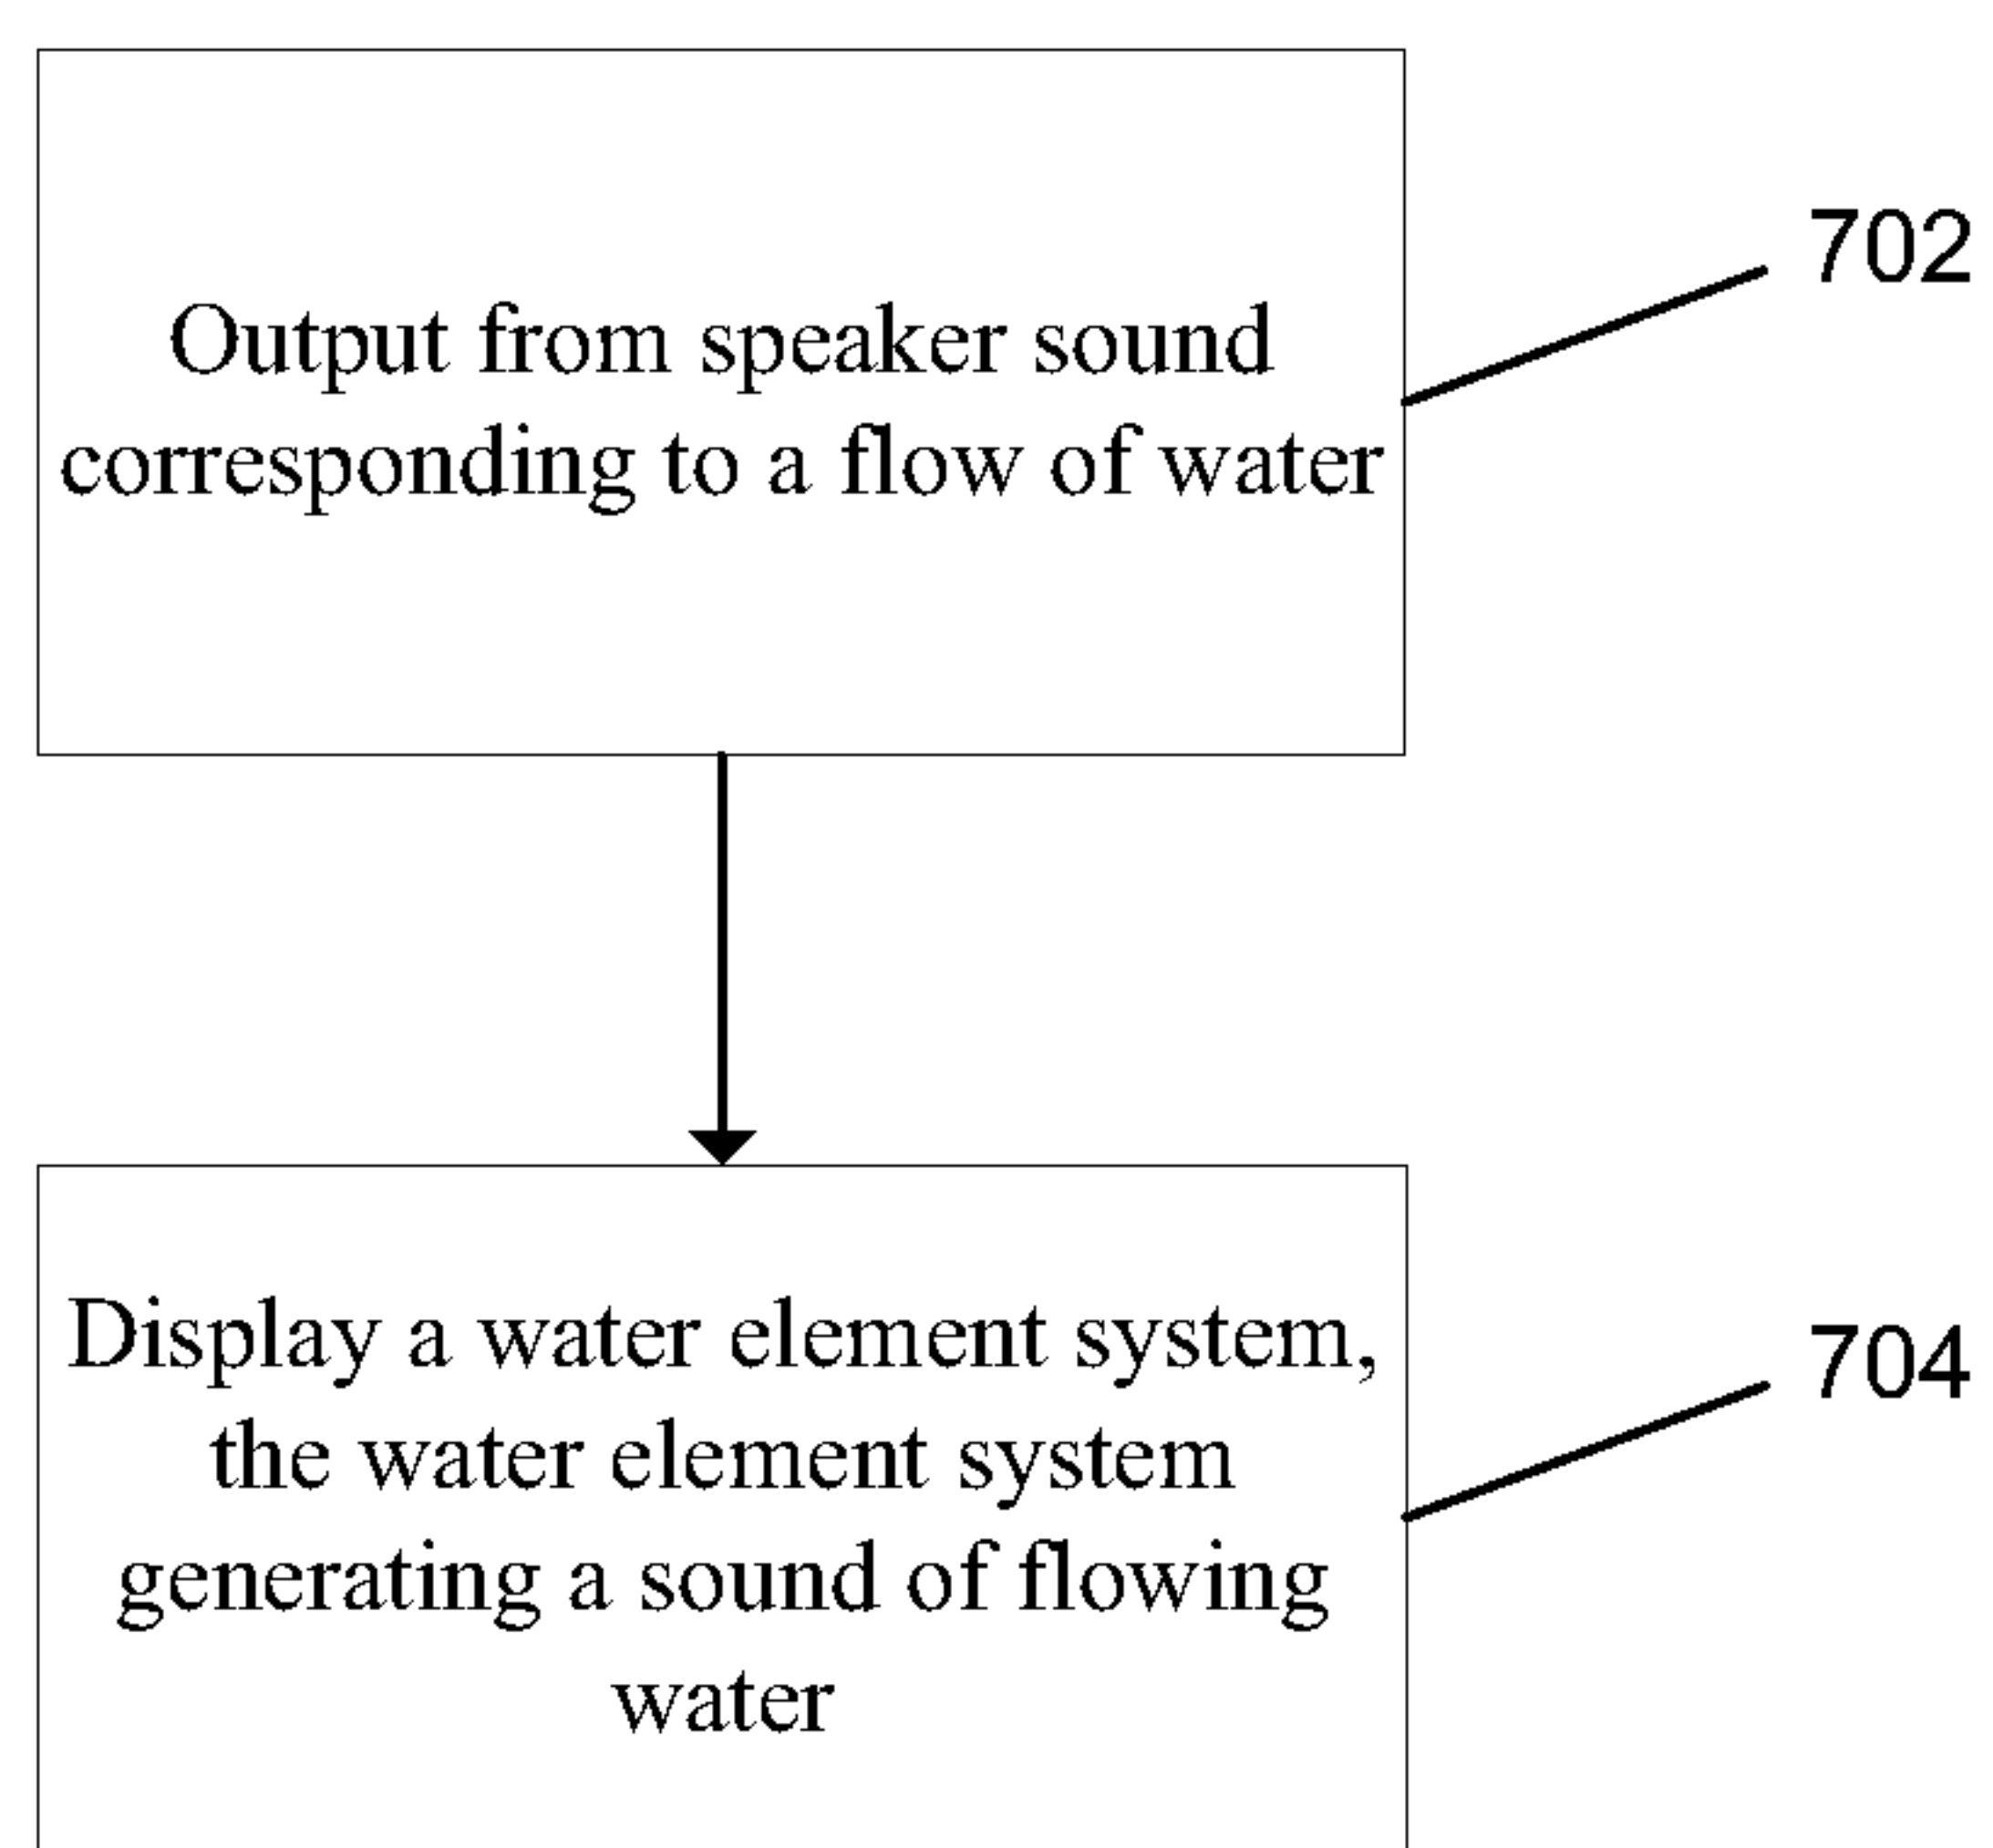 Output from speaker sound
corresponding to a flow of water
702
Display a water element system,
the water element system
generating a sound of flowing
water
704